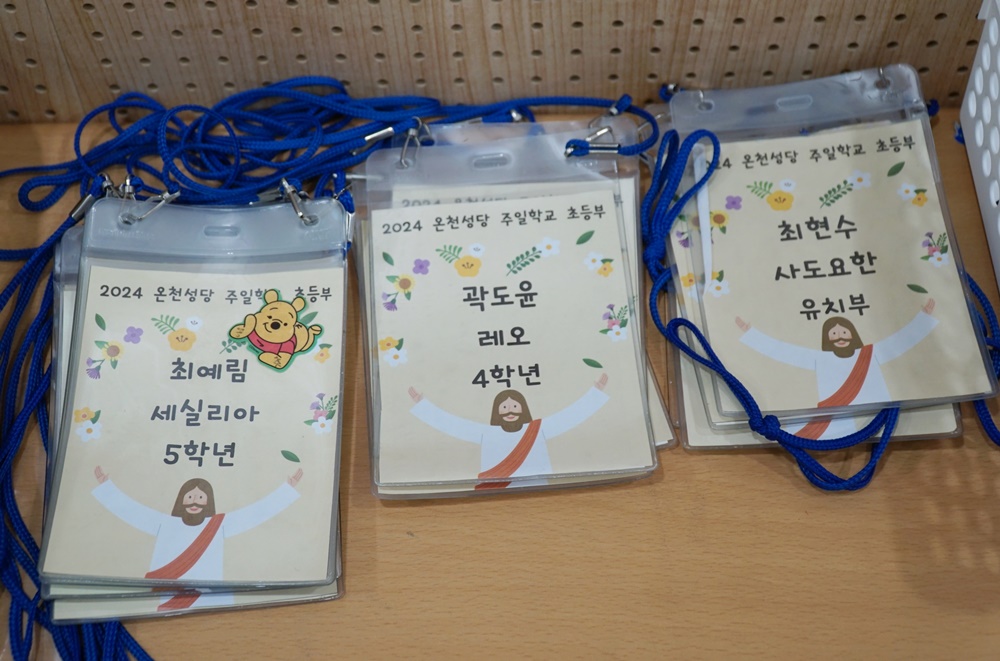 2024 온천성당 주일학교 초등부
최예림
세실리아
5학년
2024 온천성당 주일학교 초등부
곽도윤
레오
4학년
24 온천성당 주일학교 초등부
최현수
사도요한
유치부